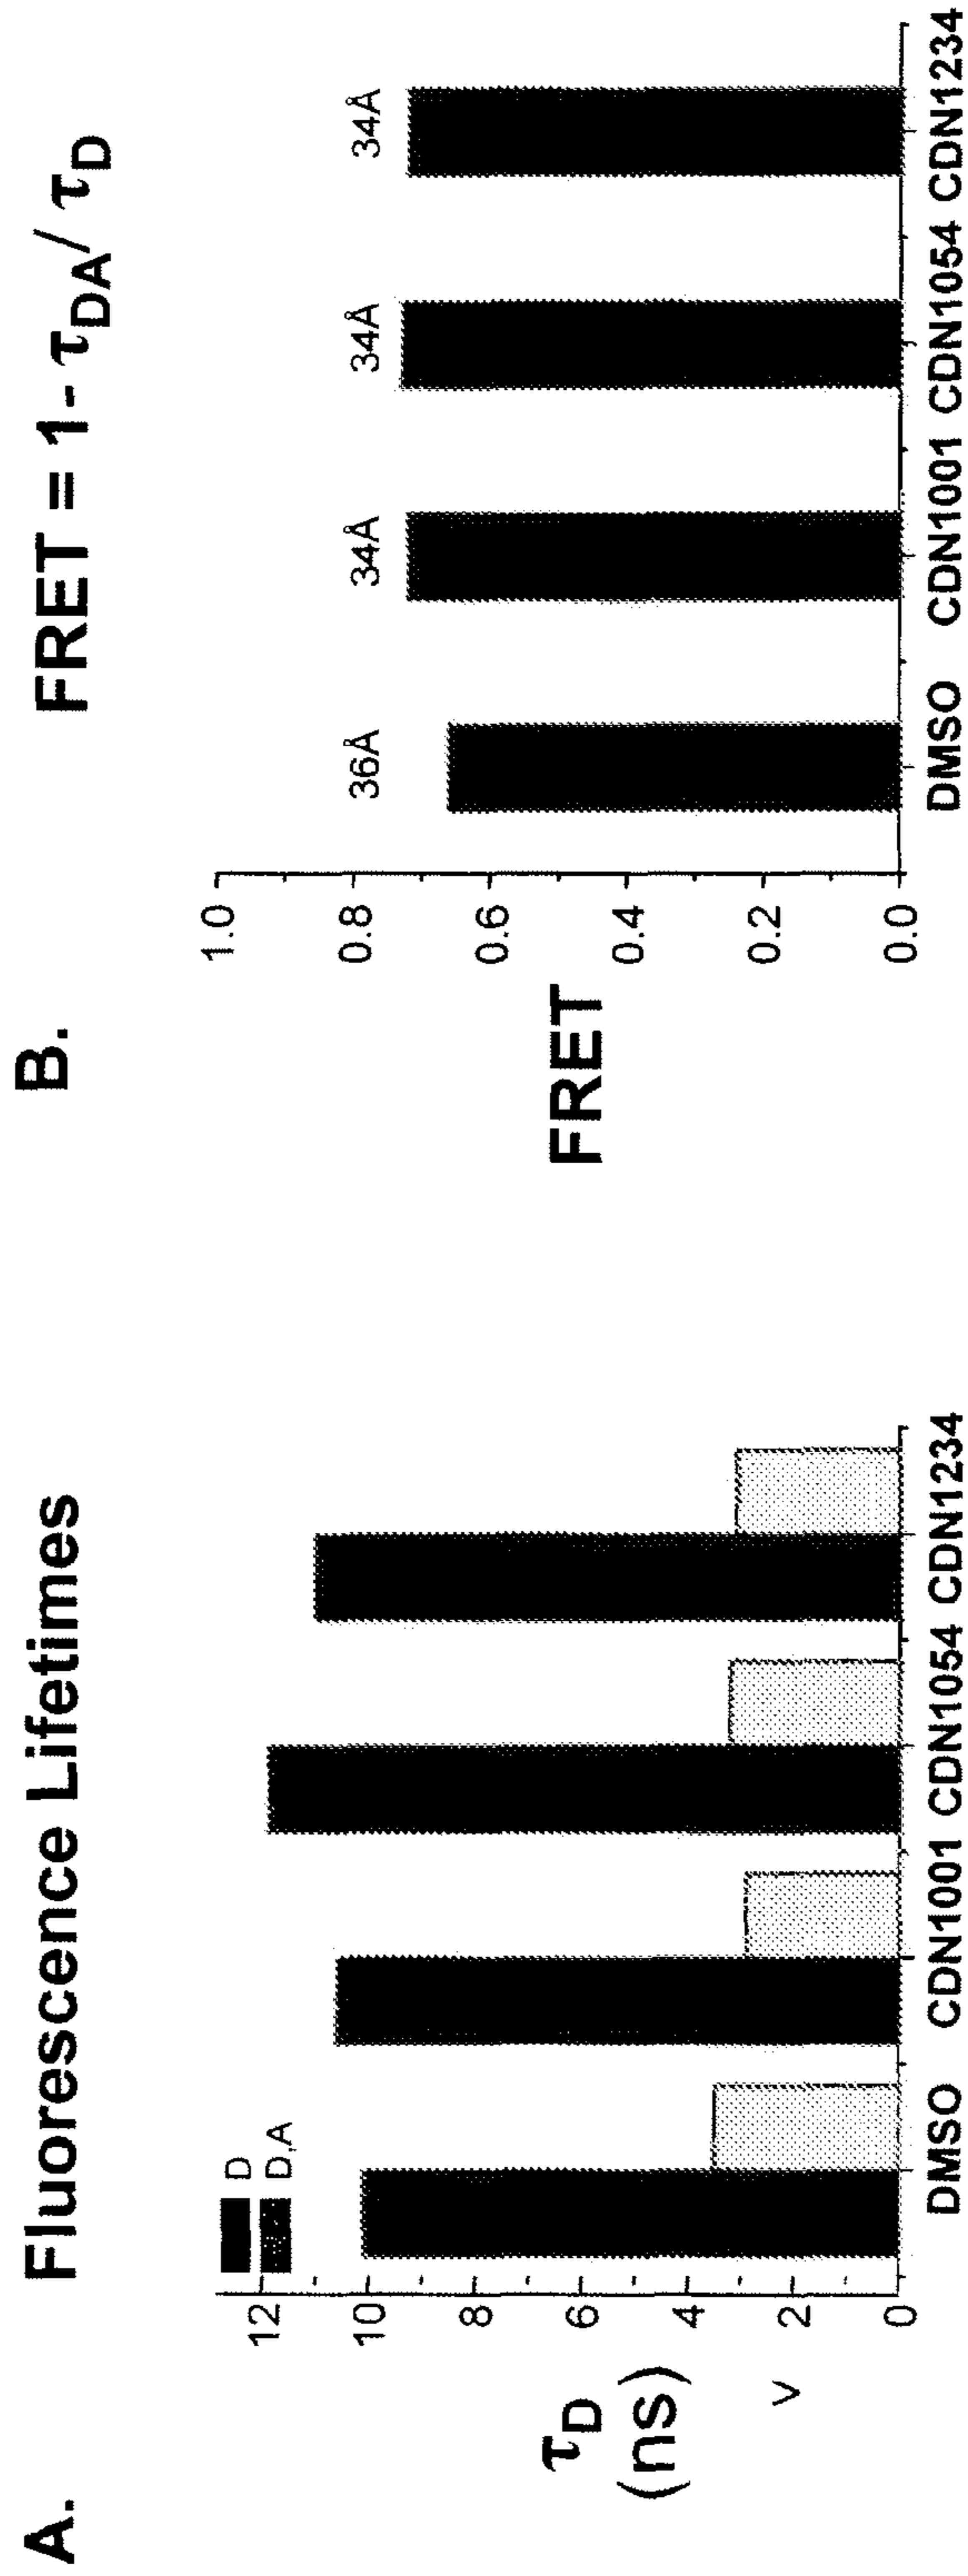 A. Fluorescence Lifetimes
D
D,A
12
10
8
6
4
2
0
τD
(ns)
V
DMSO CDN1001 CDN1054 CDN1234
B. FRET = 1- τDA/ τD
36Å 34Å 34Å 34Å
1.0
0.8
0.6
0.4
0.2
0.0
FRET
DMSO CDN1001 CDN1054 CDN1234